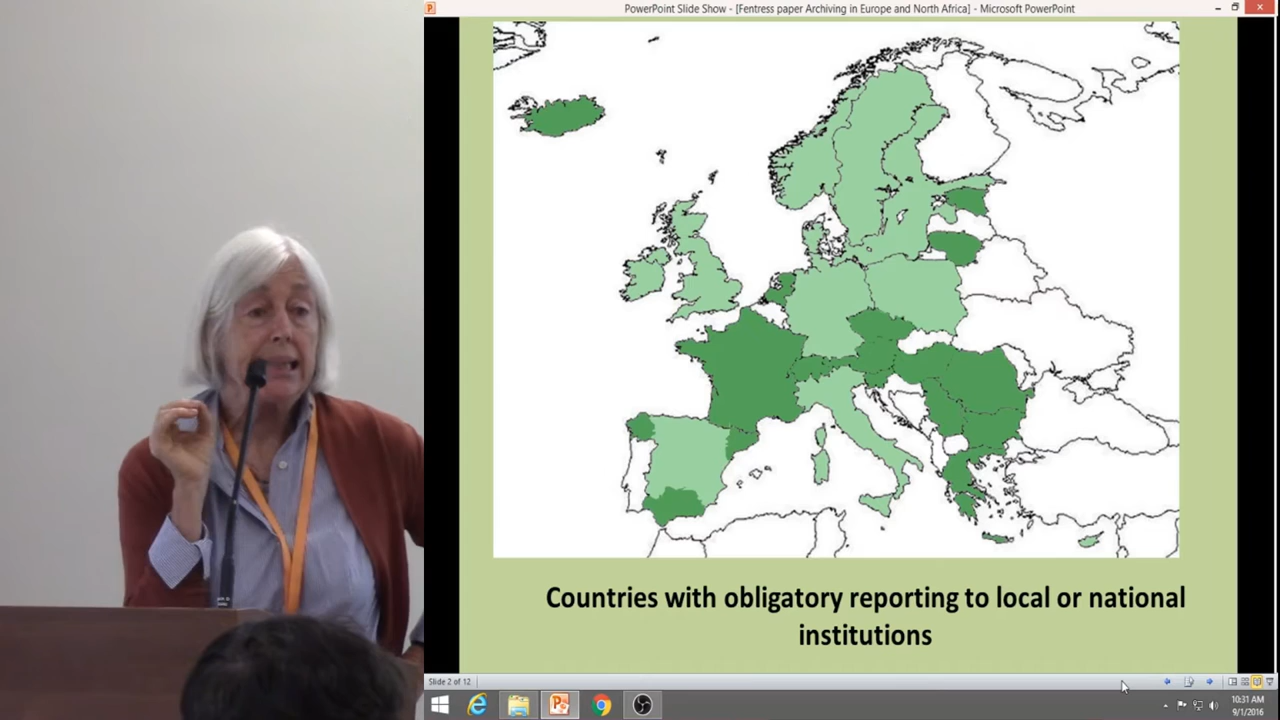 PowerPoint Slide Show - [Fentress paper Archiving in Europe and North Africa] - Microsoft PowerPoint
Countries with obligatory reporting to local or national
institutions
Slide 2 of 12
10:31 AM
9/1/2016